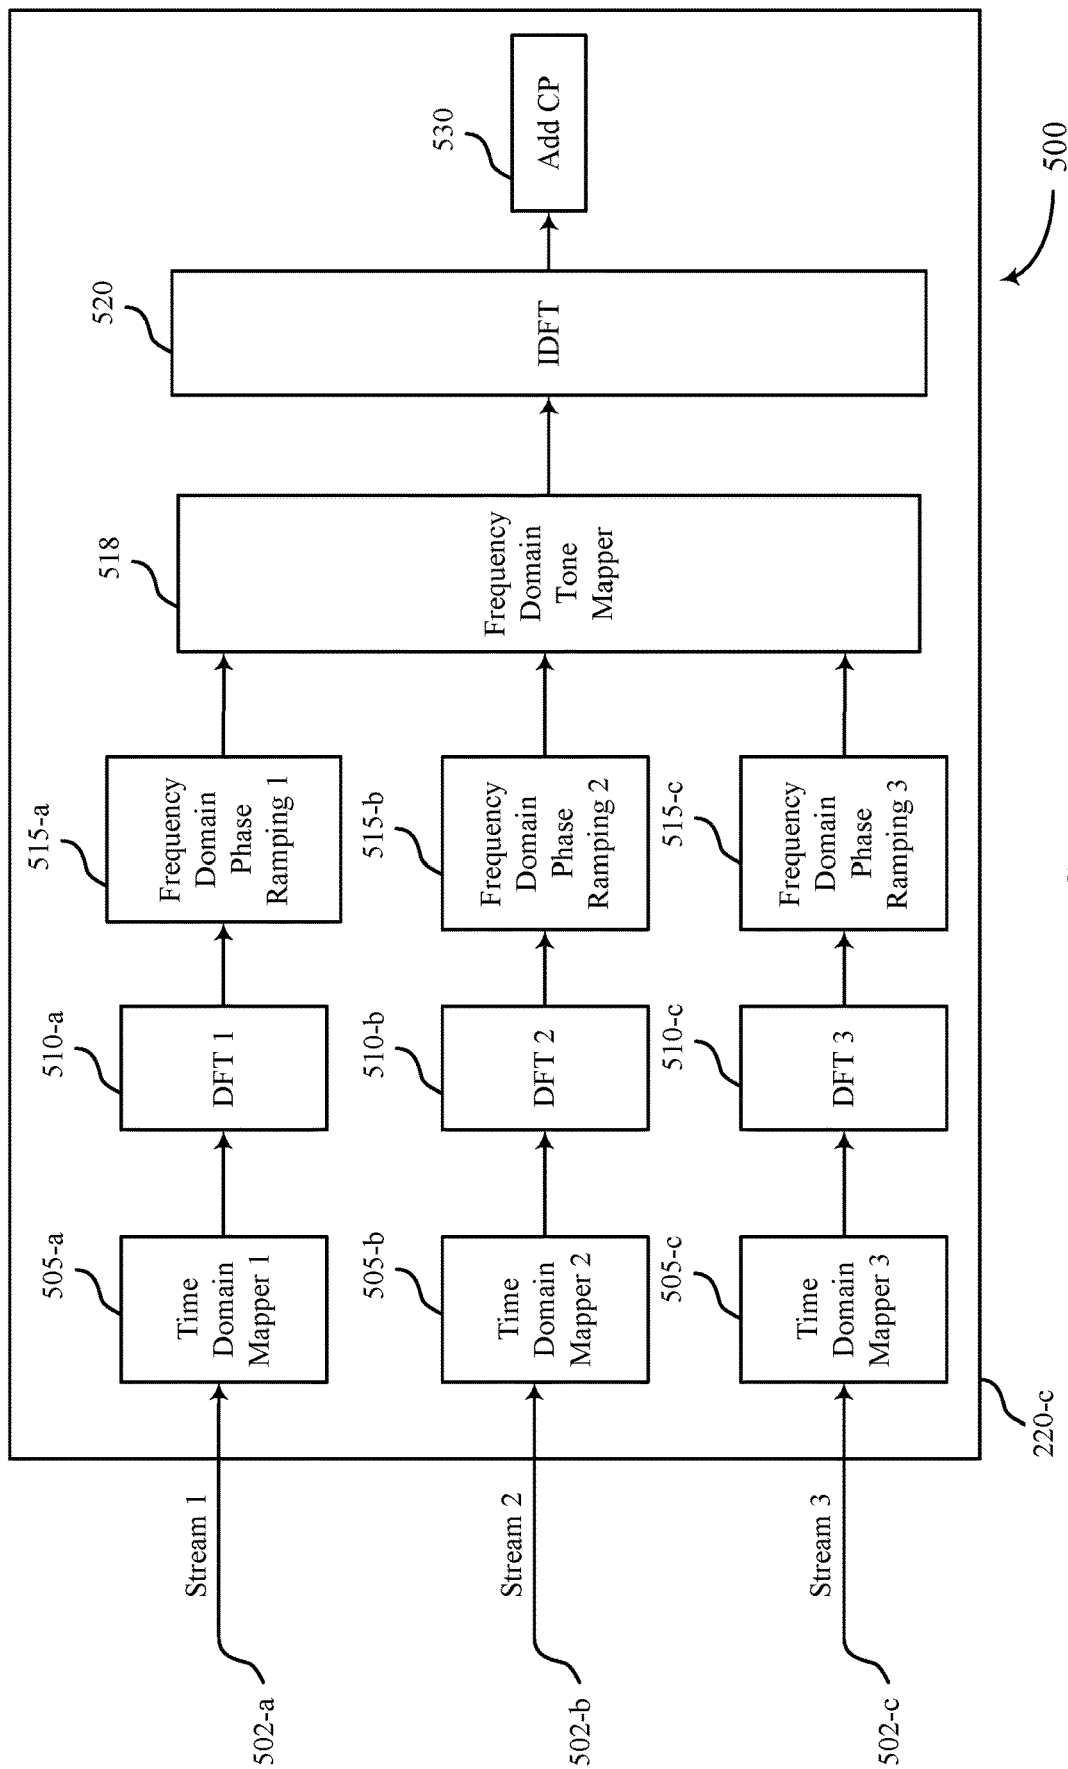 502-a
Stream 1
505-a
Time
Domain
Mapper 1
510-a
DFT 1
515-a
Frequency
Domain
Phase
Ramping 1
502-b
Stream 2
505-b
Time
Domain
Mapper 2
510-b
DFT 2
515-b
Frequency
Domain
Phase
Ramping 2
502-c
Stream 3
505-c
Time
Domain
Mapper 3
510-c
DFT 3
515-c
Frequency
Domain
Phase
Ramping 3
518
Frequency
Domain
Tone
Mapper
520
IDFT
530
Add CP
220-c
500